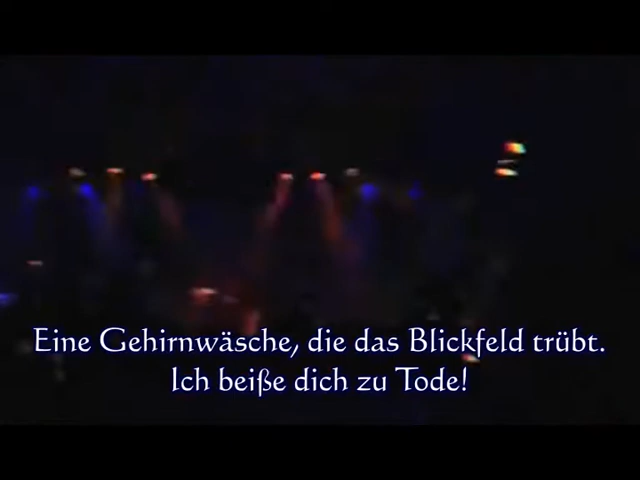 Eine Gehirnwäsche, die das Blickfeld trübt.
Ich beiße dich zu Tode!